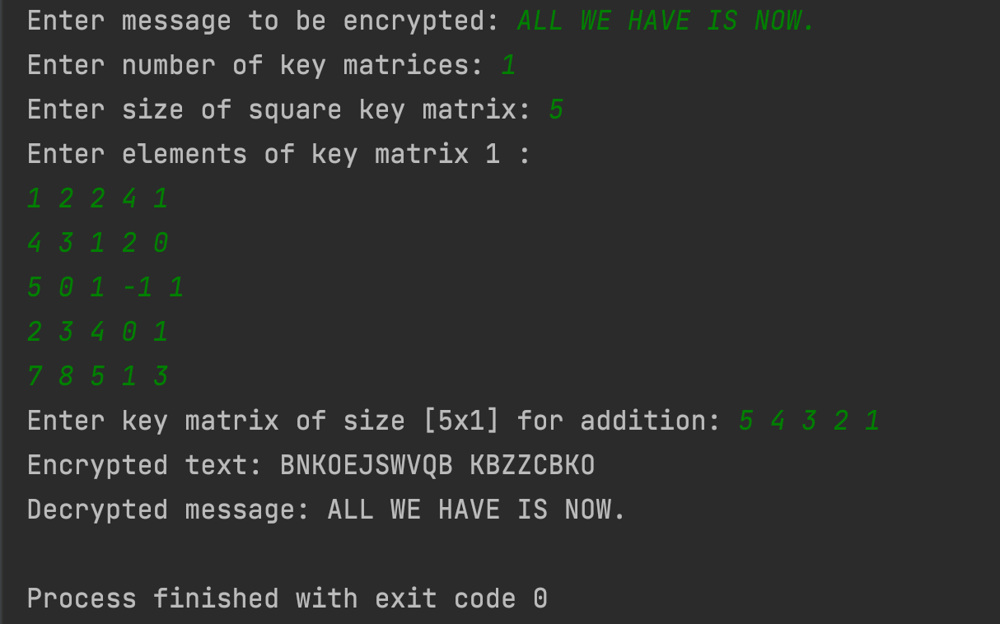 Enter message to be encrypted: ALL WE HAVE IS NOW.
Enter number of key matrices: 1
Enter size of square key matrix: 5
Enter elements of key matrix 1 :
1 2 2 4 1
4 3 1 2 0
5 0 1 -1 1
2 3 4 0 1
7 8 5 1 3
Enter key matrix of size [5x1] for addition: 5 4 3 2 1
Encrypted text: BNKOEJSWVQB KBZZCBKO
Decrypted message: ALL WE HAVE IS NOW.
Process finished with exit code 0